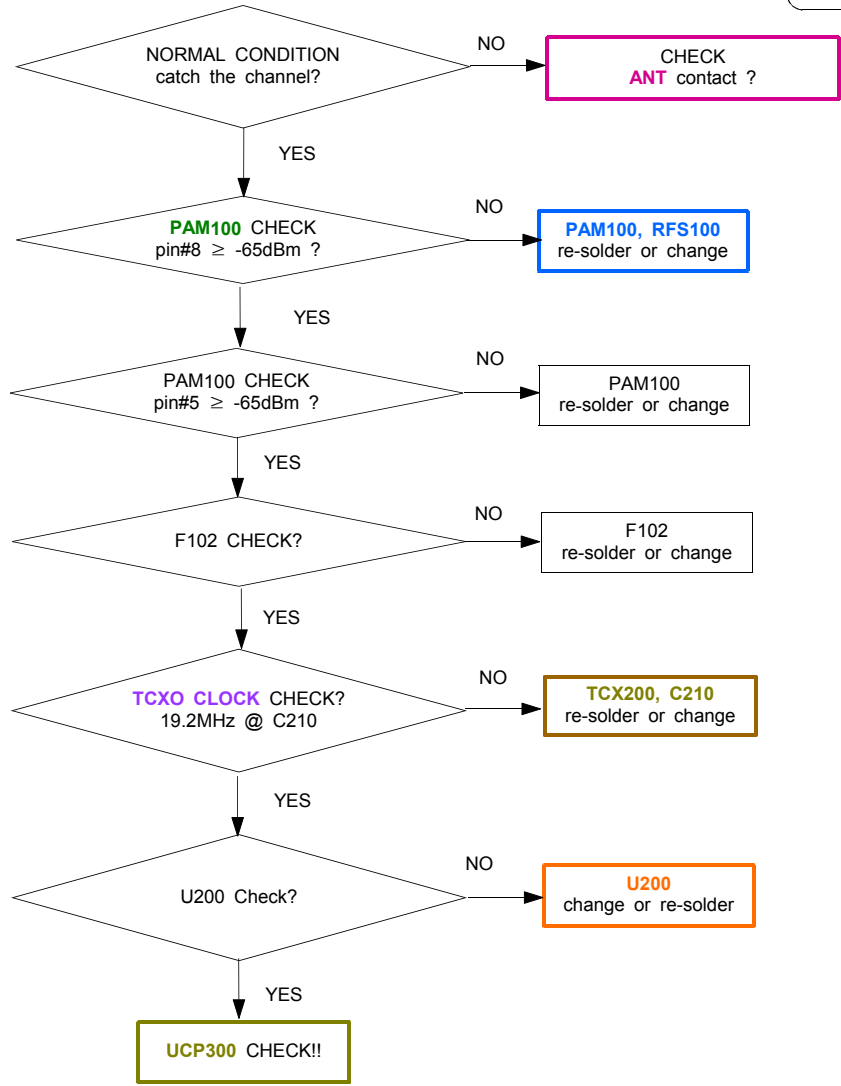 NORMAL CONDITION
catch the channel?
NO
CHECK
ANT contact ?
YES
PAM100 CHECK
pin#8 ≥ -65dBm ?
NO
PAM100, RFS100
re-solder or change
YES
PAM100 CHECK
pin#5 ≥ -65dBm ?
NO
PAM100
re-solder or change
YES
F102 CHECK?
NO
F102
re-solder or change
YES
TCXO CLOCK CHECK?
19.2MHz @ C210
NO
TCX200, C210
re-solder or change
YES
U200 Check?
NO
U200
change or re-solder
YES
UCP300 CHECK!!